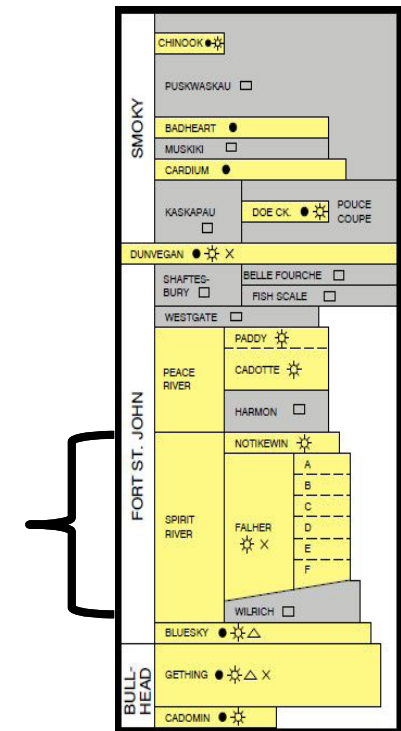 SMOKY
CHINOOK
PUSKWASKAU
BADHEART
MUSKIKI
CARDIUM
KASKAPAU
DOE CK.
POUCE
COUPE
DUNVEGAN
FORT ST. JOHN
SHAFTES-
BURY
BELLE FOURCHE
FISH SCALE
WESTGATE
PEACE
RIVER
PADDY
CADOTTE
HARMON
SPIRIT
RIVER
NOTIKEWIN
FALHER
A
B
C
D
E
F
WILRICH
BLUESKY
BULL-
HEAD
GETHING
CADOMIN